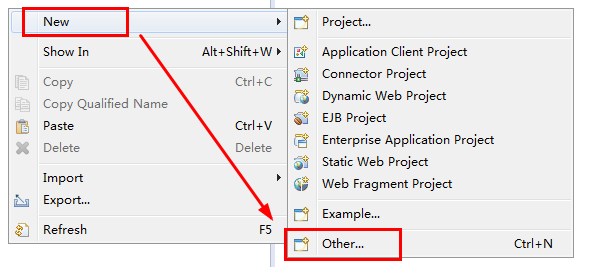 New
Show In Alt+Shift+W
Copy Ctrl+C
Copy Qualified Name
Paste Ctrl+V
Delete Delete
Import
Export...
Refresh F5
Project...
Application Client Project
Connector Project
Dynamic Web Project
EJB Project
Enterprise Application Project
Static Web Project
Web Fragment Project
Example...
Other... Ctrl+N